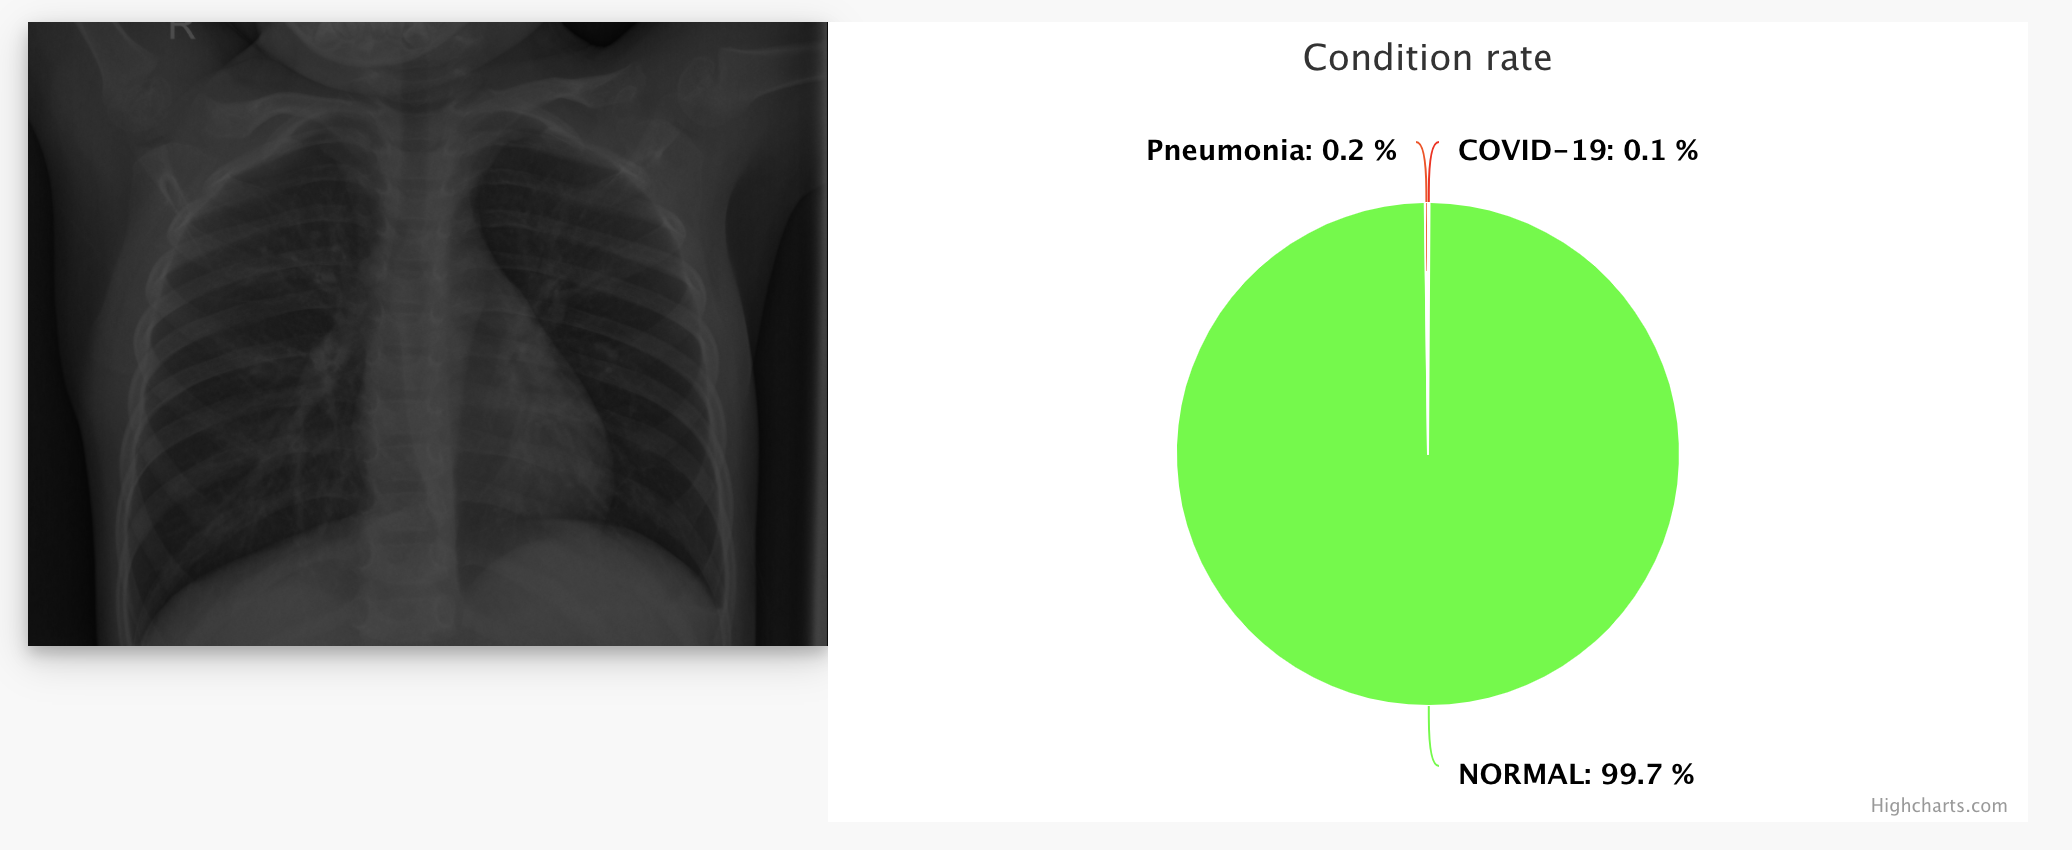 R
Condition rate
Pneumonia: 0.2 %
COVID-19: 0.1 %
NORMAL: 99.7 %
Highcharts.com